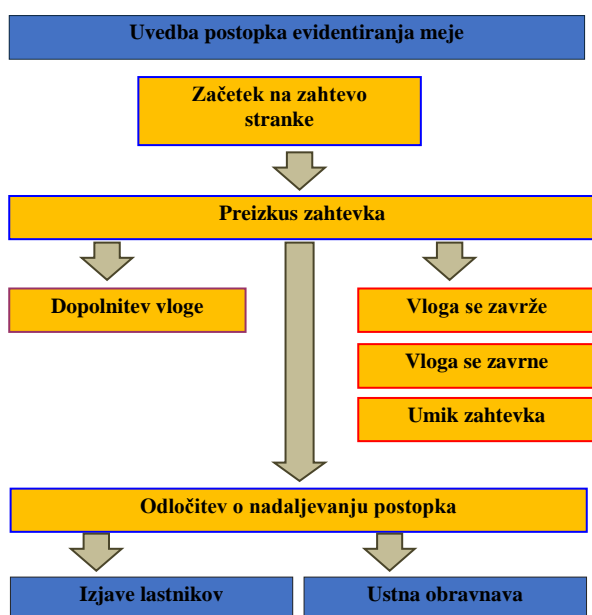 Uvedba postopka evidentiranja meje
Začetek na zahtevo
stranke
Preizkus zahtevka
Dopolnitev vloge
Vloga se zavrže
Vloga se zavrne
Umik zahtevka
Odločitev o nadaljevanju postopka
Izjave lastnikov
Ustna obravnava